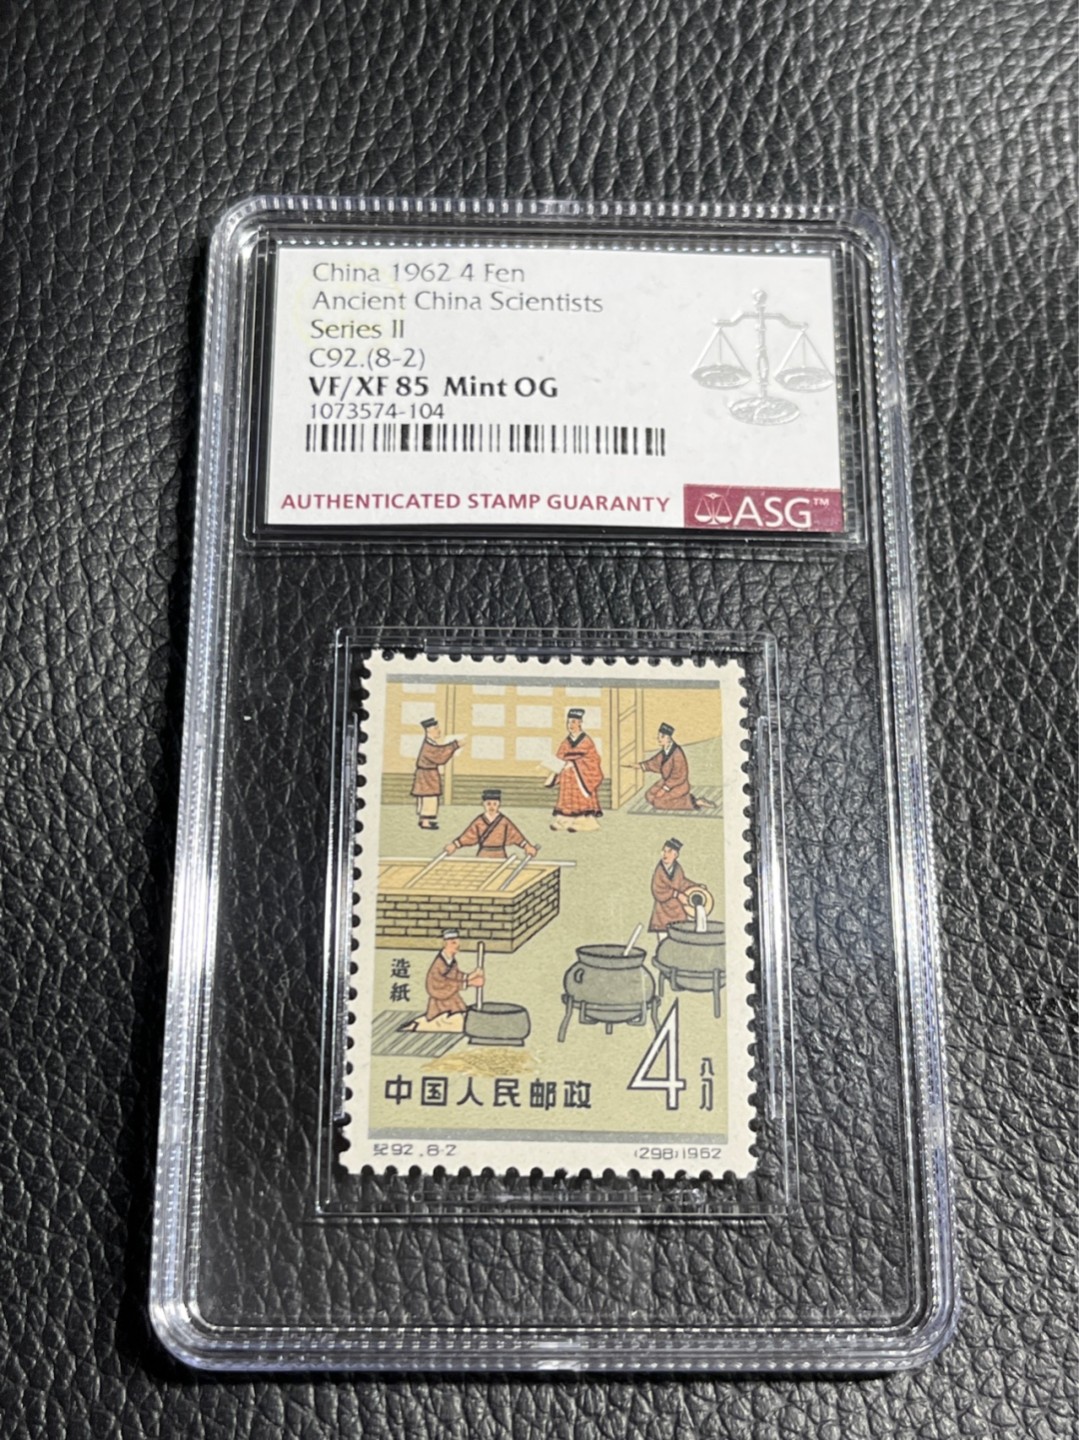 China 1962 4 Fen
Ancient China Scientists
Series II
C92.(8-2)
VF/XF 85 Mint OG
1073574-104
AUTHENTICATED STAMP GUARANTY
ASG™
造
紙
中国人民邮政
4分
纪92.8-2
(298)1962